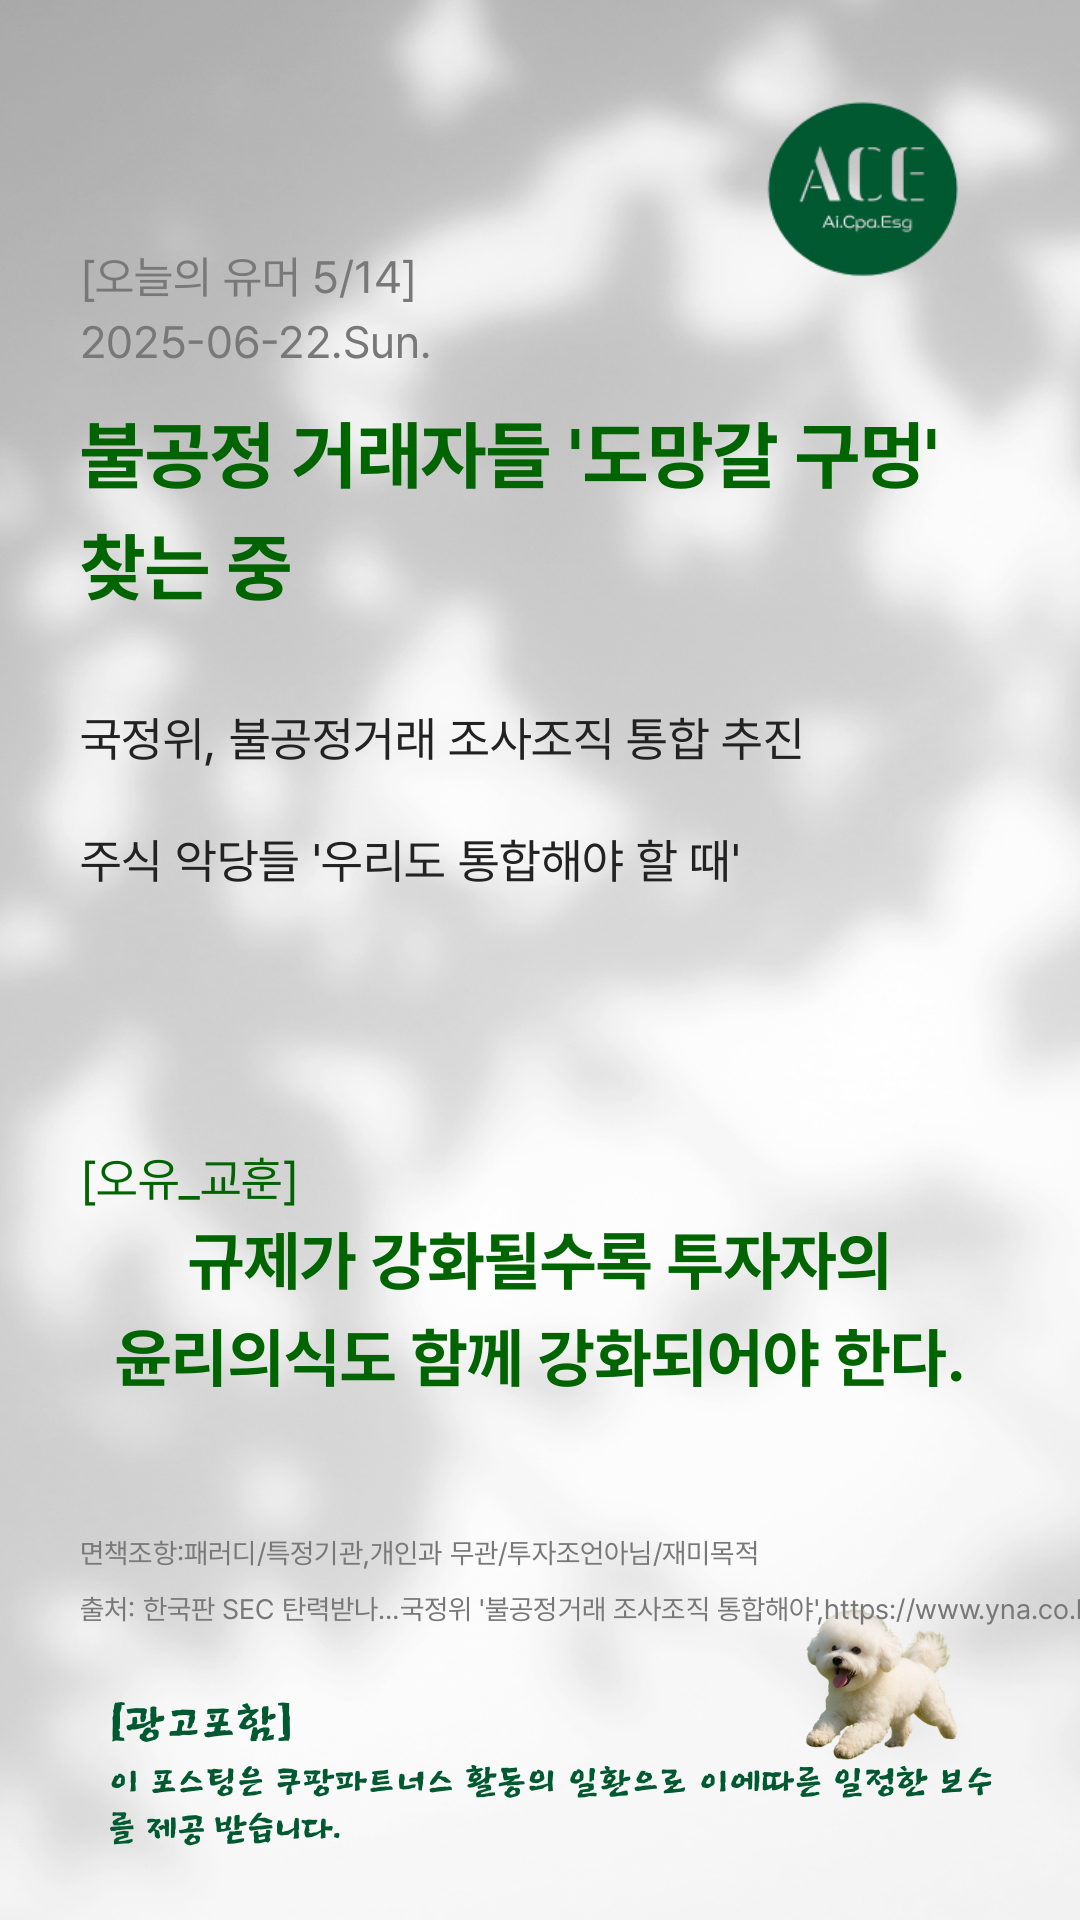 ACE
Ai.Cpa.Esg
[오늘의 유머 5/14]
2025-06-22.Sun.
불공정 거래자들 '도망갈 구멍'
찾는 중
국정위, 불공정거래 조사조직 통합 추진
주식 악당들 '우리도 통합해야 할 때'
[오유_교훈]
규제가 강화될수록 투자자의
윤리의식도 함께 강화되어야 한다.
면책조항:패러디/특정기관,개인과 무관/투자조언아님/재미목적
출처: 한국판 SEC 탄력받나...국정위 '불공정거래 조사조직 통합해야',https://www.yna.co.
[광고포함]
이 포스팅은 쿠팡파트너스 활동의 일환으로 이에따른 일정한 보수
를 제공 받습니다.